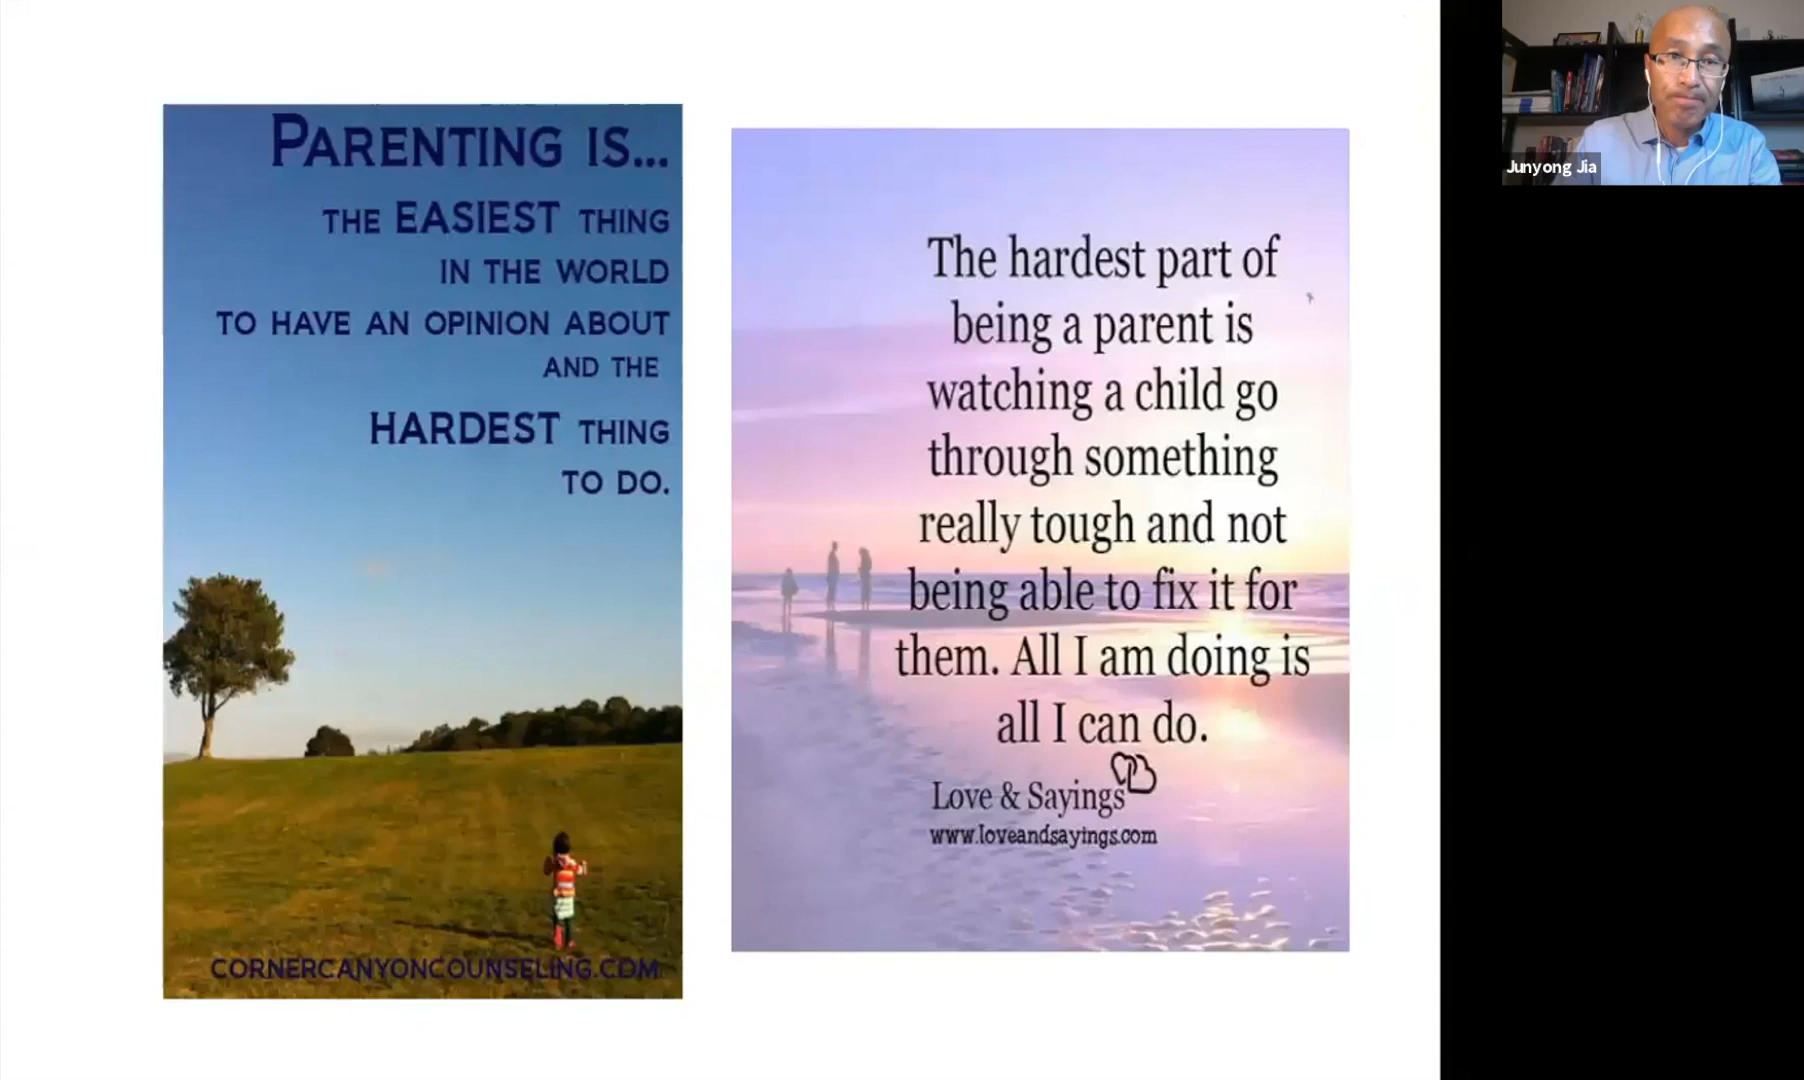 PARENTING IS...
THE EASIEST THING
IN THE WORLD
TO HAVE AN OPINION ABOUT
AND THE
HARDEST THING
TO DO.
CORNERCANYONCOUNSELING.COM
The hardest part of
being a parent is
watching a child go
through something
really tough and not
being able to fix it for
them. All I am doing is
all I can do.
Love & Sayings
www.loveandsayings.com
Junyong Jia